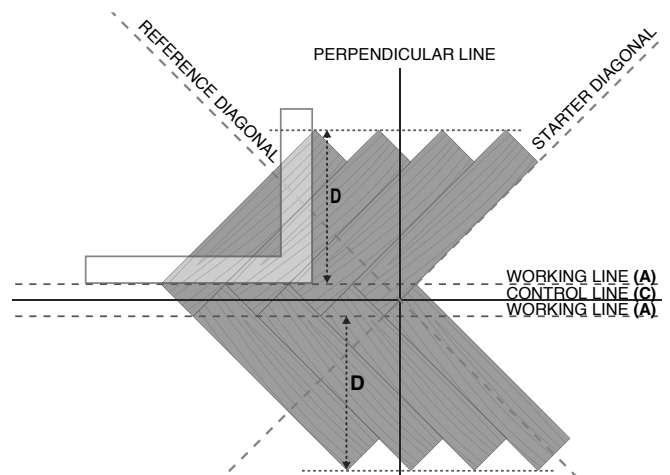 REFERENCE DIAGONAL
PERPENDICULAR LINE
STARTER DIAGONAL
D
WORKING LINE (A)
CONTROL LINE (C)
WORKING LINE (A)
D